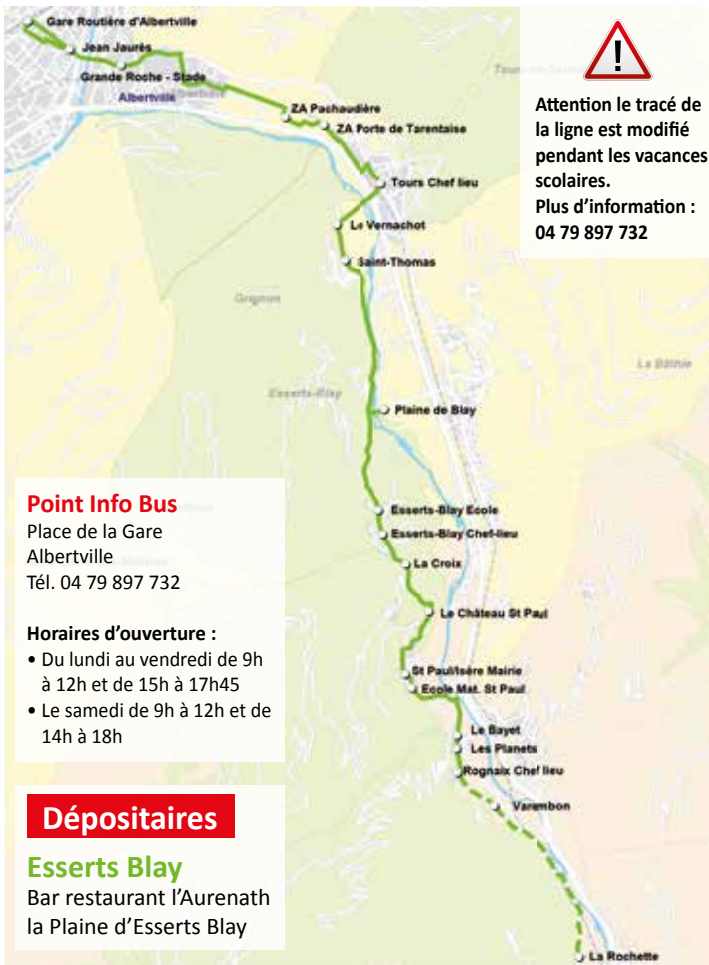 Gare Routière d'Albertville
Jean Jaurès
Grande Roche - Stade
Albertville
ZA Pachaudière
ZA Porte de Tarentaise
Tours Chef lieu
Le Vernachot
Saint-Thomas
Grignon
La Bâthie
Esserts-Blay
Plaine de Blay
Esserts-Blay Ecole
Esserts-Blay Chef-lieu
La Croix
Le Château St Paul
St Paul/Isère Mairie
Ecole Mat. St Paul
Le Bayet
Les Planets
Rognaix Chef lieu
Varembon
La Rochette
Attention le tracé de
la ligne est modifié
pendant les vacances
scolaires.
Plus d'information :
04 79 897 732
Point Info Bus
Place de la Gare
Albertville
Tél. 04 79 897 732
Horaires d'ouverture :
• Du lundi au vendredi de 9h
à 12h et de 15h à 17h45
• Le samedi de 9h à 12h et de
14h à 18h
Dépositaires
Esserts Blay
Bar restaurant l'Aurenath
la Plaine d'Esserts Blay